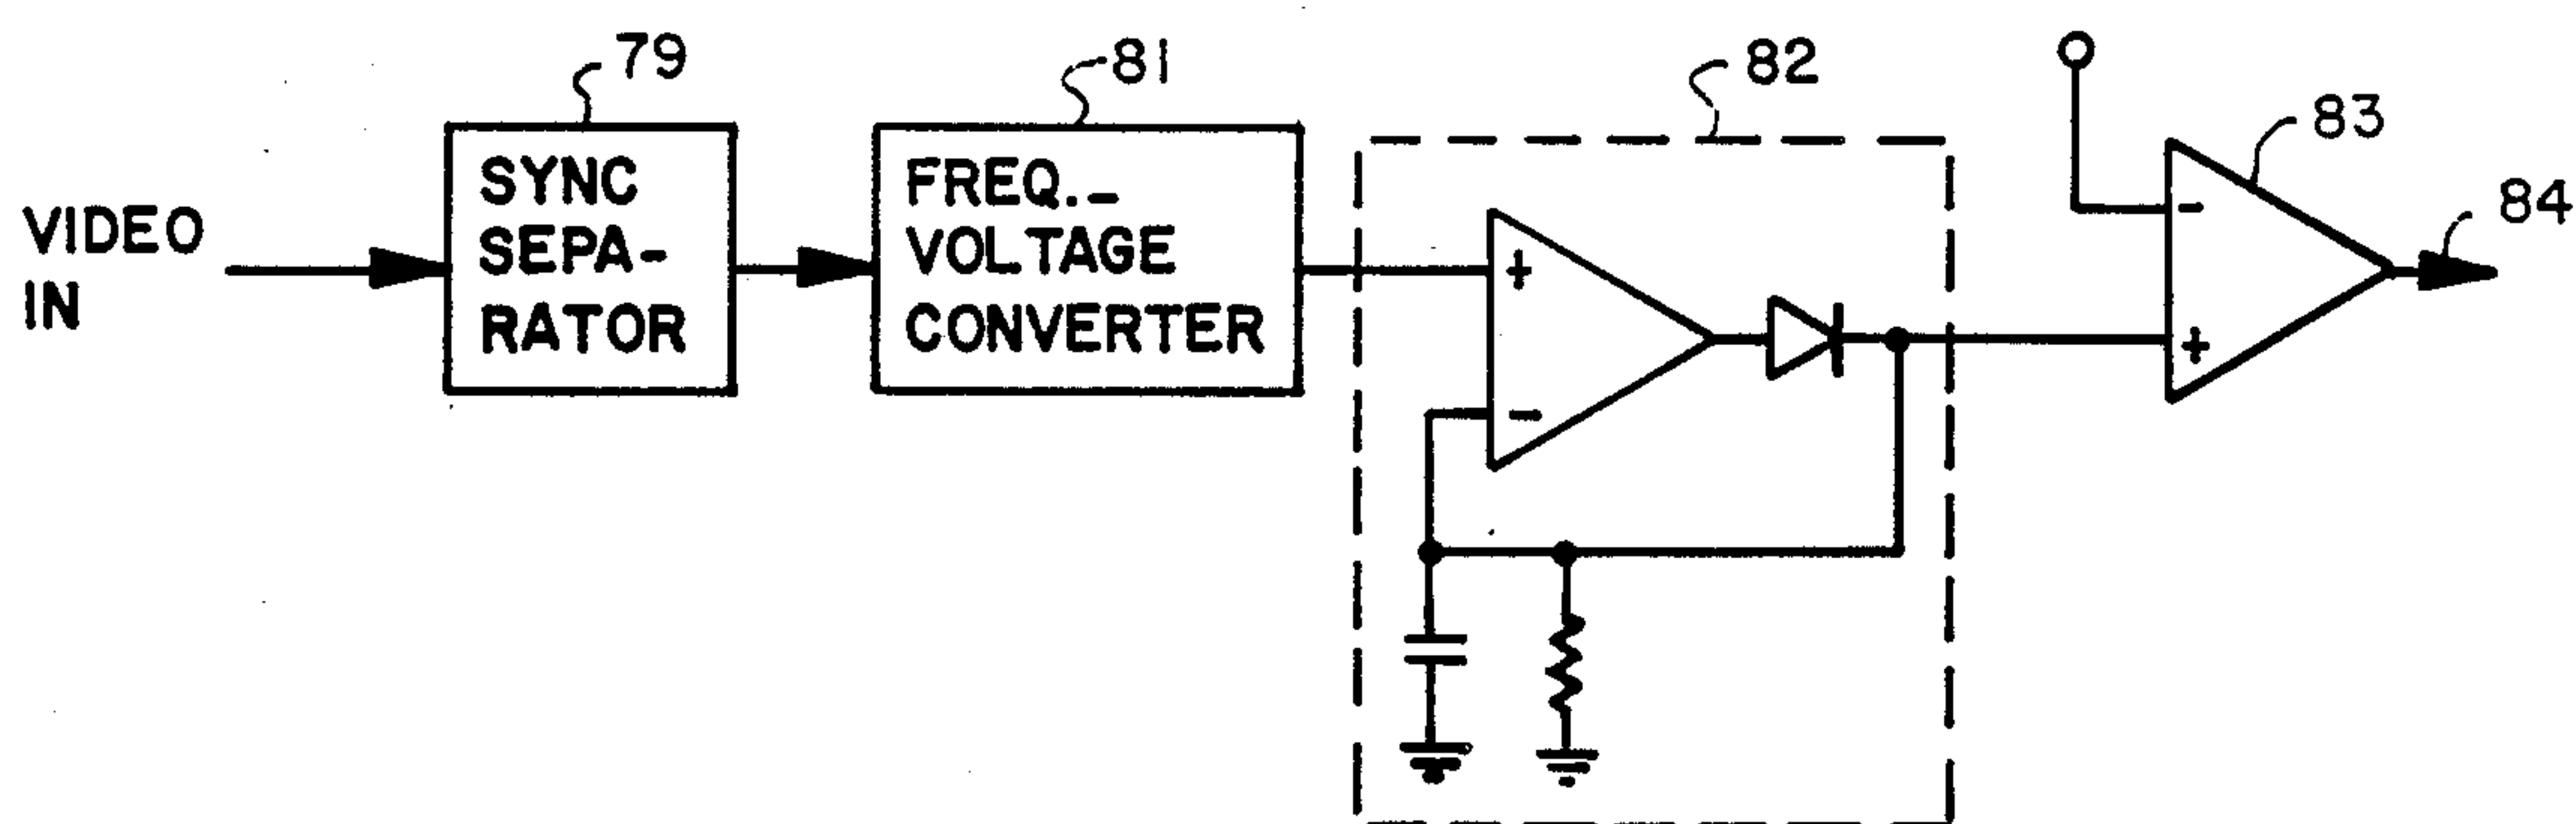 79
81
82
83
84
VIDEO
IN
SYNC
SEPA-
RATOR
FREQ.-
VOLTAGE
CONVERTER
+
-
-
+